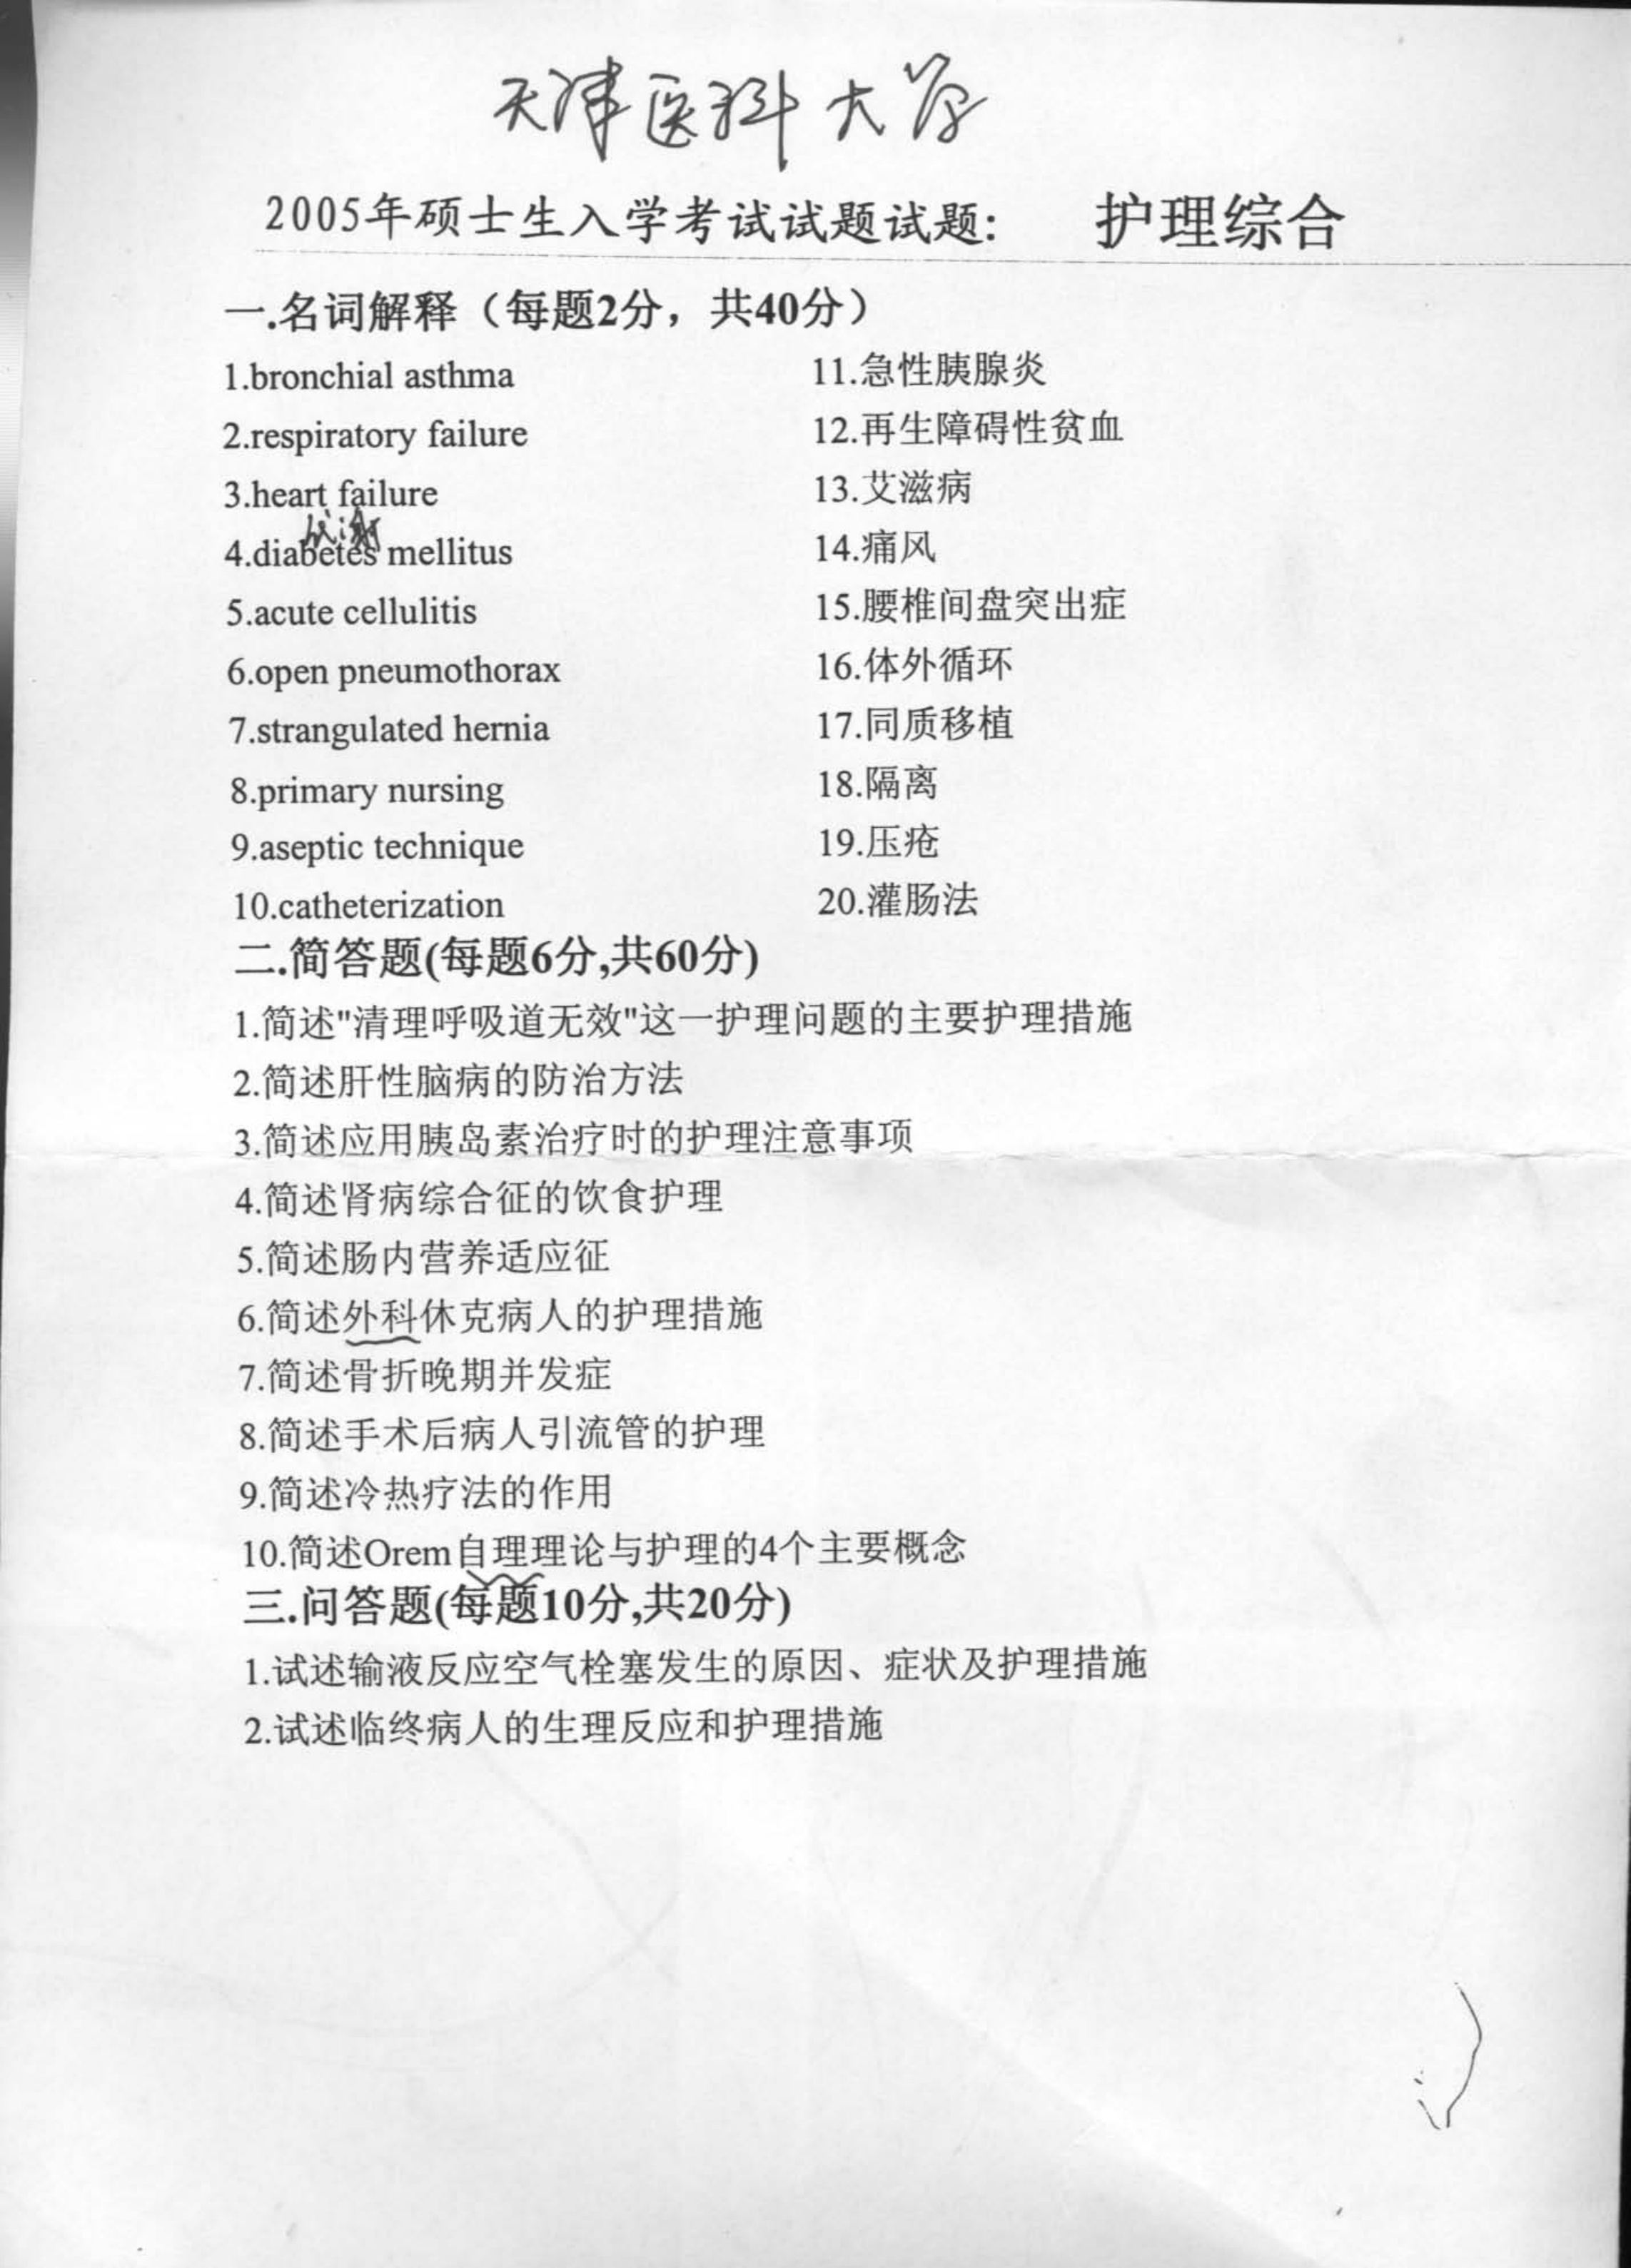 天津医科大学
2005年硕士生入学考试试题试题: 护理综合
一.名词解释（每题2分，共40分）
1.bronchial asthma
2.respiratory failure
3.heart failure
4.diabetes mellitus
5.acute cellulitis
6.open pneumothorax
7.strangulated hernia
8.primary nursing
9.aseptic technique
10.catheterization
11.急性胰腺炎
12.再生障碍性贫血
13.艾滋病
14.痛风
15.腰椎间盘突出症
16.体外循环
17.同质移植
18.隔离
19.压疮
20.灌肠法
二.简答题(每题6分,共60分)
1.简述"清理呼吸道无效"这一护理问题的主要护理措施
2.简述肝性脑病的防治方法
3.简述应用胰岛素治疗时的护理注意事项
4.简述肾病综合征的饮食护理
5.简述肠内营养适应征
6.简述外科休克病人的护理措施
7.简述骨折晚期并发症
8.简述手术后病人引流管的护理
9.简述冷热疗法的作用
10.简述Orem自理理论与护理的4个主要概念
三.问答题(每题10分,共20分)
1.试述输液反应空气栓塞发生的原因、症状及护理措施
2.试述临终病人的生理反应和护理措施